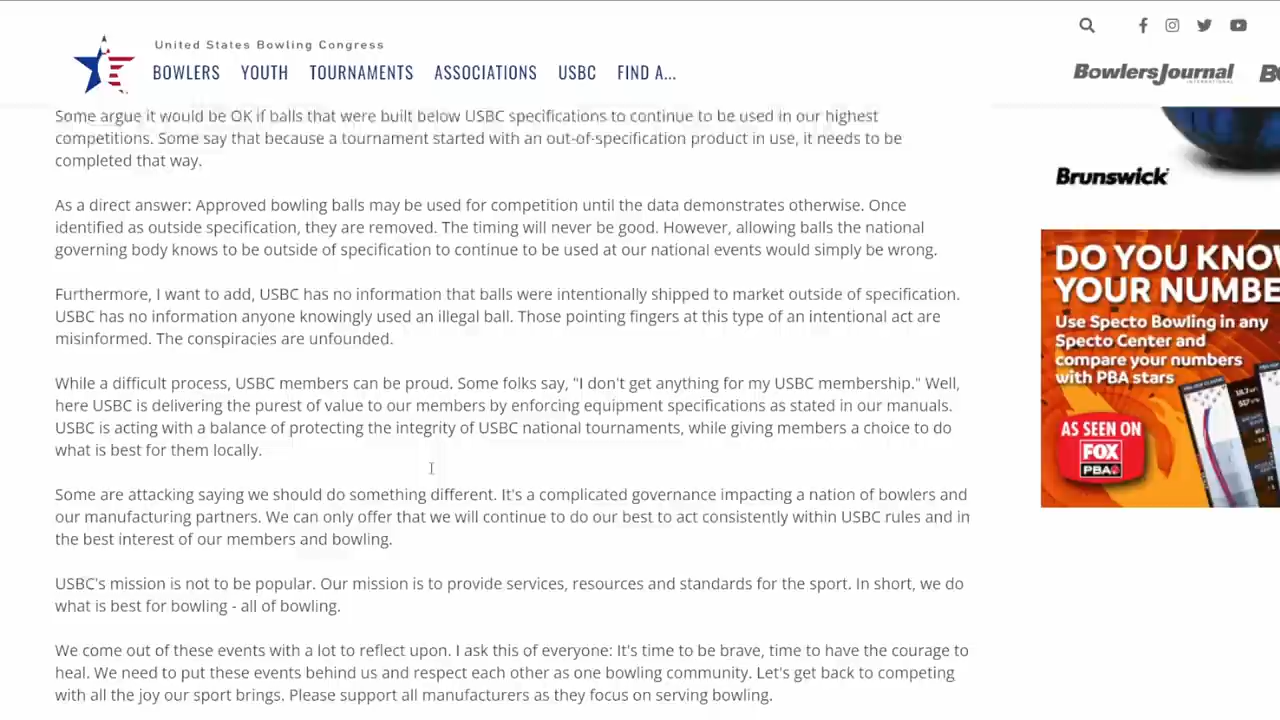 United States Bowling Congress
BOWLERS YOUTH TOURNAMENTS ASSOCIATIONS USBC FIND A...
BowlersJournal
INTERNATIONAL
Some argue it would be OK if balls that were built below USBC specifications to continue to be used in our highest
competitions. Some say that because a tournament started with an out-of-specification product in use, it needs to be
completed that way.
As a direct answer: Approved bowling balls may be used for competition until the data demonstrates otherwise. Once
identified as outside specification, they are removed. The timing will never be good. However, allowing balls the national
governing body knows to be outside of specification to continue to be used at our national events would simply be wrong.
Furthermore, I want to add, USBC has no information that balls were intentionally shipped to market outside of specification.
USBC has no information anyone knowingly used an illegal ball. Those pointing fingers at this type of an intentional act are
misinformed. The conspiracies are unfounded.
While a difficult process, USBC members can be proud. Some folks say, "I don't get anything for my USBC membership." Well,
here USBC is delivering the purest of value to our members by enforcing equipment specifications as stated in our manuals.
USBC is acting with a balance of protecting the integrity of USBC national tournaments, while giving members a choice to do
what is best for them locally.
Some are attacking saying we should do something different. It's a complicated governance impacting a nation of bowlers and
our manufacturing partners. We can only offer that we will continue to do our best to act consistently within USBC rules and in
the best interest of our members and bowling.
USBC's mission is not to be popular. Our mission is to provide services, resources and standards for the sport. In short, we do
what is best for bowling - all of bowling.
We come out of these events with a lot to reflect upon. I ask this of everyone: It's time to be brave, time to have the courage to
heal. We need to put these events behind us and respect each other as one bowling community. Let's get back to competing
with all the joy our sport brings. Please support all manufacturers as they focus on serving bowling.
Brunswick
DO YOU KNOW
YOUR NUMBE
Use Specto Bowling in any
Specto Center and
compare your numbers
with PBA stars
AS SEEN ON
FOX
PBA